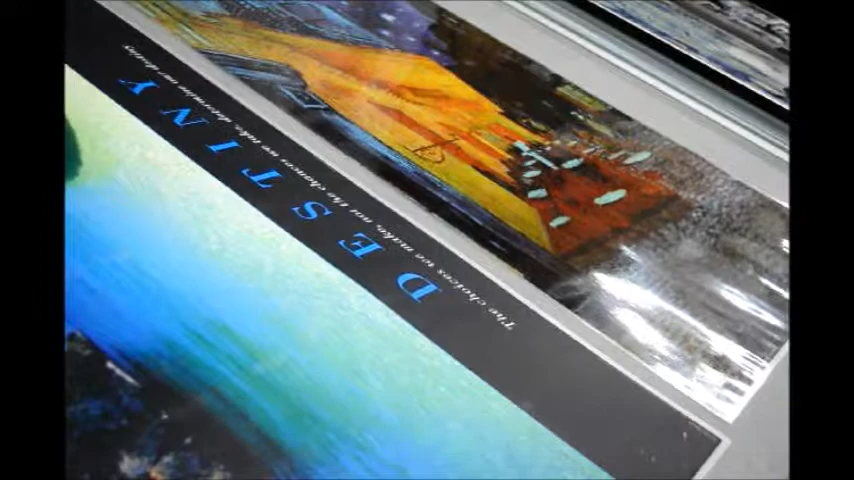 DESTINY
The choices we make, not the chances we take, determine our destiny